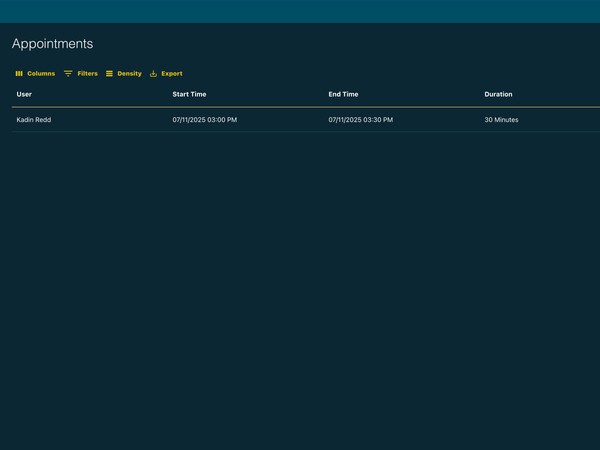 Appointments
Columns Filters Density Export
User Start Time End Time Duration
Kadin Redd 07/11/2025 03:00 PM 07/11/2025 03:30 PM 30 Minutes